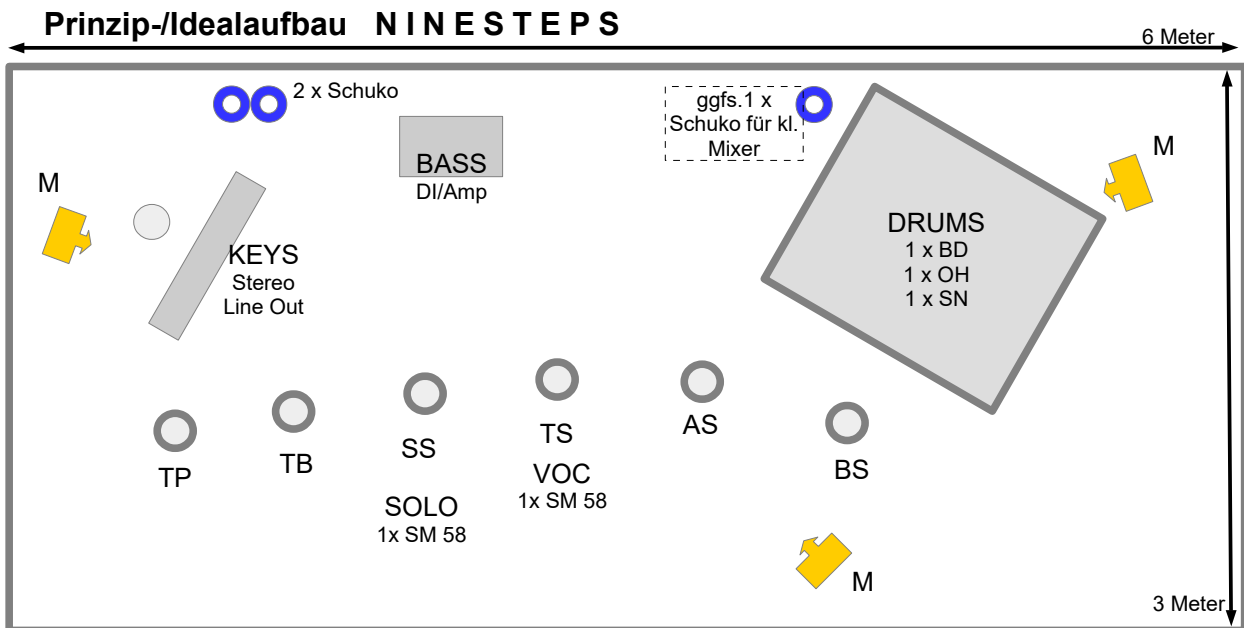 Prinzip-/Idealaufbau N I N E S T E P S
6 Meter
2 x Schuko
ggfs.1 x
Schuko für kl.
Mixer
M
BASS
DI/Amp
M
DRUMS
1 x BD
1 x OH
1 x SN
KEYS
Stereo
Line Out
TP
TB
SS
TS
AS
BS
VOC
1x SM 58
SOLO
1x SM 58
M
3 Meter